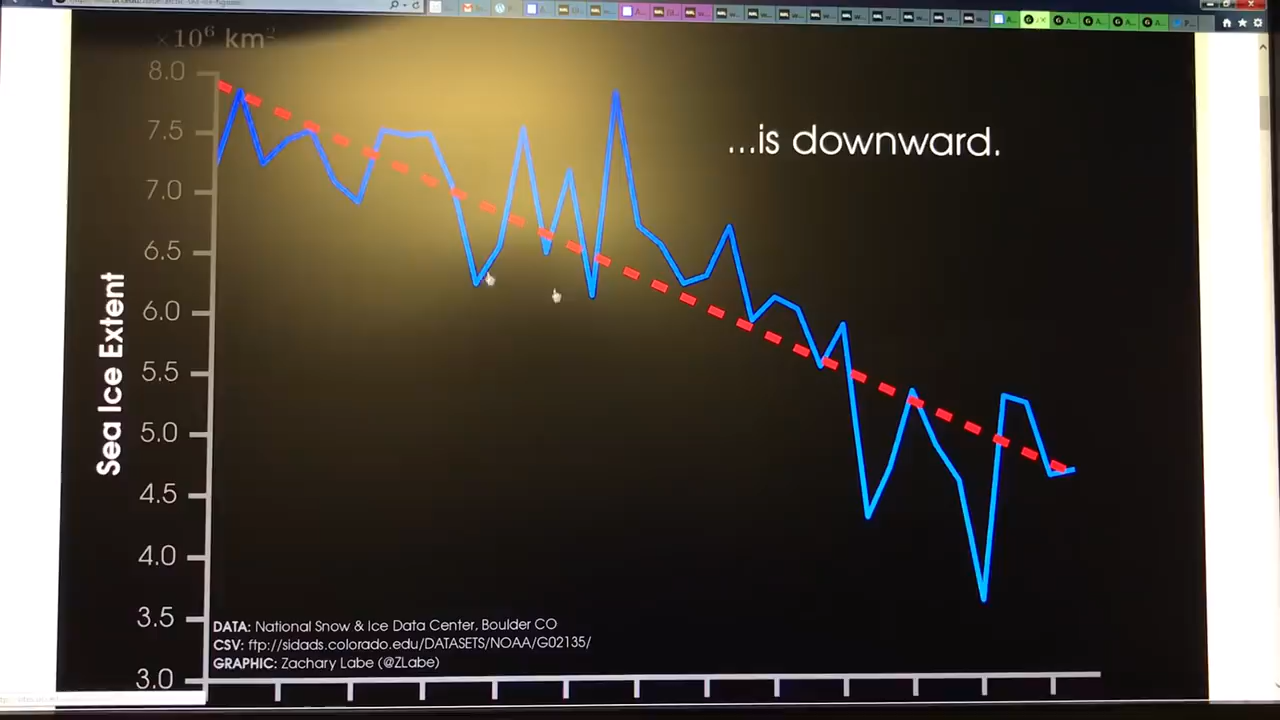 ×10⁶ km²
8.0
7.5
7.0
6.5
6.0
5.5
5.0
4.5
4.0
3.5
3.0
Sea Ice Extent
...is downward.
DATA: National Snow & Ice Data Center, Boulder CO
CSV: ftp://sidads.colorado.edu/DATASETS/NOAA/G02135/
GRAPHIC: Zachary Labe (@ZLabe)